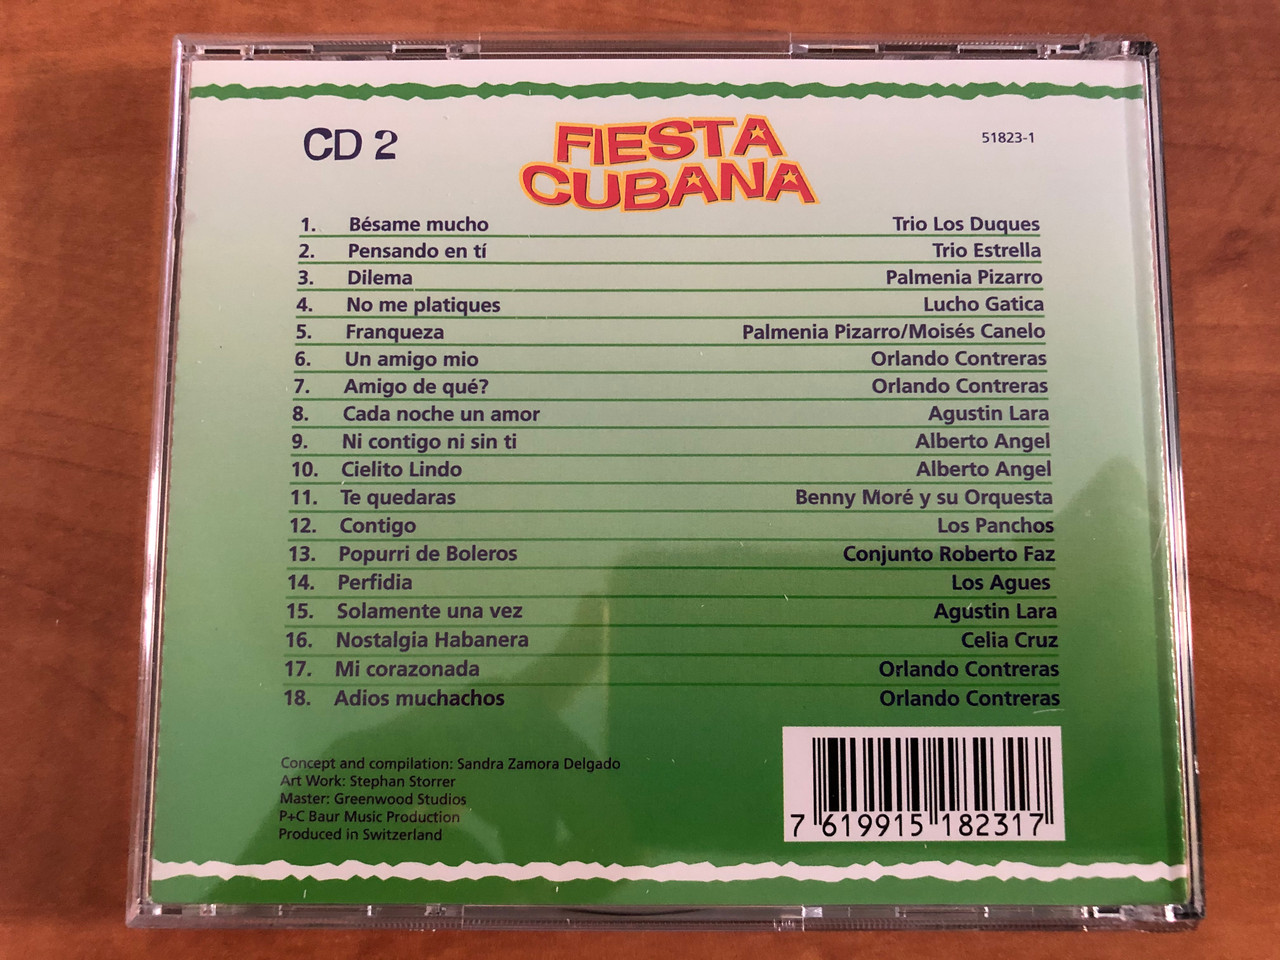 CD 2
FIESTA
CUBANA
51823-1
1. Bésame mucho Trio Los Duques
2. Pensando en tí Trio Estrella
3. Dilema Palmenia Pizarro
4. No me platiques Lucho Gatica
5. Franqueza Palmenia Pizarro/Moisés Canelo
6. Un amigo mio Orlando Contreras
7. Amigo de qué? Orlando Contreras
8. Cada noche un amor Agustin Lara
9. Ni contigo ni sin ti Alberto Angel
10. Cielito Lindo Alberto Angel
11. Te quedaras Benny Moré y su Orquesta
12. Contigo Los Panchos
13. Popurri de Boleros Conjunto Roberto Faz
14. Perfidia Los Agues
15. Solamente una vez Agustin Lara
16. Nostalgia Habanera Celia Cruz
17. Mi corazonada Orlando Contreras
18. Adios muchachos Orlando Contreras
Concept and compilation: Sandra Zamora Delgado
Art Work: Stephan Storrer
Master: Greenwood Studios
P+C Baur Music Production
Produced in Switzerland
7 619915 182317